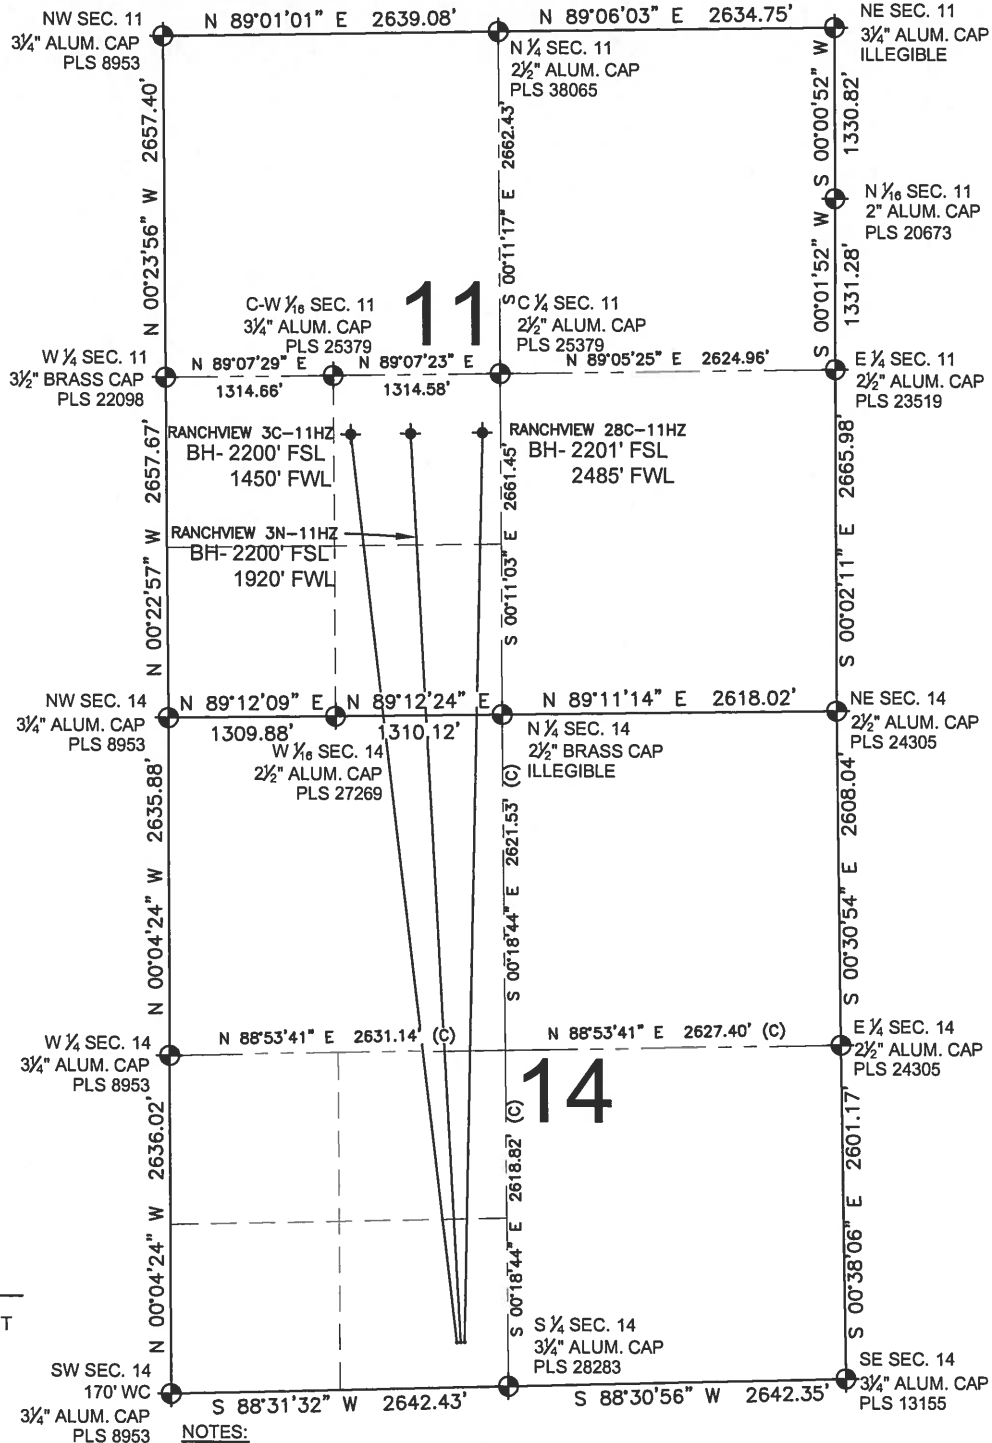 NW SEC. 11
3¼" ALUM. CAP
PLS 8953
N 89°01'01" E 2639.08'
N 89°06'03" E 2634.75'
NE SEC. 11
3¼" ALUM. CAP
ILLEGIBLE
N ¼ SEC. 11
2½" ALUM. CAP
PLS 38065
N 00°23'56" W 2657.40'
S 00°11'17" E 2662.43'
S 00°00'52" W 1330.82'
N 1/16 SEC. 11
2" ALUM. CAP
PLS 20673
S 00°01'52" W 1331.28'
C-W 1/16 SEC. 11
3¼" ALUM. CAP
PLS 25379
11
C ¼ SEC. 11
2½" ALUM. CAP
PLS 25379
W ¼ SEC. 11
3½" BRASS CAP
PLS 22098
N 89°07'29" E
1314.66'
N 89°07'23" E
1314.58'
N 89°05'25" E 2624.96'
E ¼ SEC. 11
2½" ALUM. CAP
PLS 23519
RANCHVIEW 3C-11HZ
BH- 2200' FSL
1450' FWL
RANCHVIEW 28C-11HZ
BH- 2201' FSL
2485' FWL
RANCHVIEW 3N-11HZ
BH- 2200' FSL
1920' FWL
N 00°22'57" W 2657.67'
S 00°11'03" E 2661.45'
S 00°02'11" E 2665.98'
NW SEC. 14
3¼" ALUM. CAP
PLS 8953
N 89°12'09" E
1309.88'
N 89°12'24" E
1310.12'
N 89°11'14" E 2618.02'
NE SEC. 14
2½" ALUM. CAP
PLS 24305
W 1/16 SEC. 14
2½" ALUM. CAP
PLS 27269
N ¼ SEC. 14
2½" BRASS CAP
ILLEGIBLE
N 00°04'24" W 2635.88'
S 00°18'44" E 2621.53' (C)
S 00°30'54" E 2608.04'
W ¼ SEC. 14
3¼" ALUM. CAP
PLS 8953
N 88°53'41" E 2631.14' (C)
N 88°53'41" E 2627.40' (C)
E ¼ SEC. 14
2½" ALUM. CAP
PLS 24305
14
N 00°04'24" W 2636.02'
S 00°18'44" E 2618.82' (C)
S 00°38'06" E 2601.17'
T
S ¼ SEC. 14
3¼" ALUM. CAP
PLS 28283
SW SEC. 14
170' WC
3¼" ALUM. CAP
PLS 8953
S 88°31'32" W 2642.43'
S 88°30'56" W 2642.35'
SE SEC. 14
3¼" ALUM. CAP
PLS 13155
NOTES: